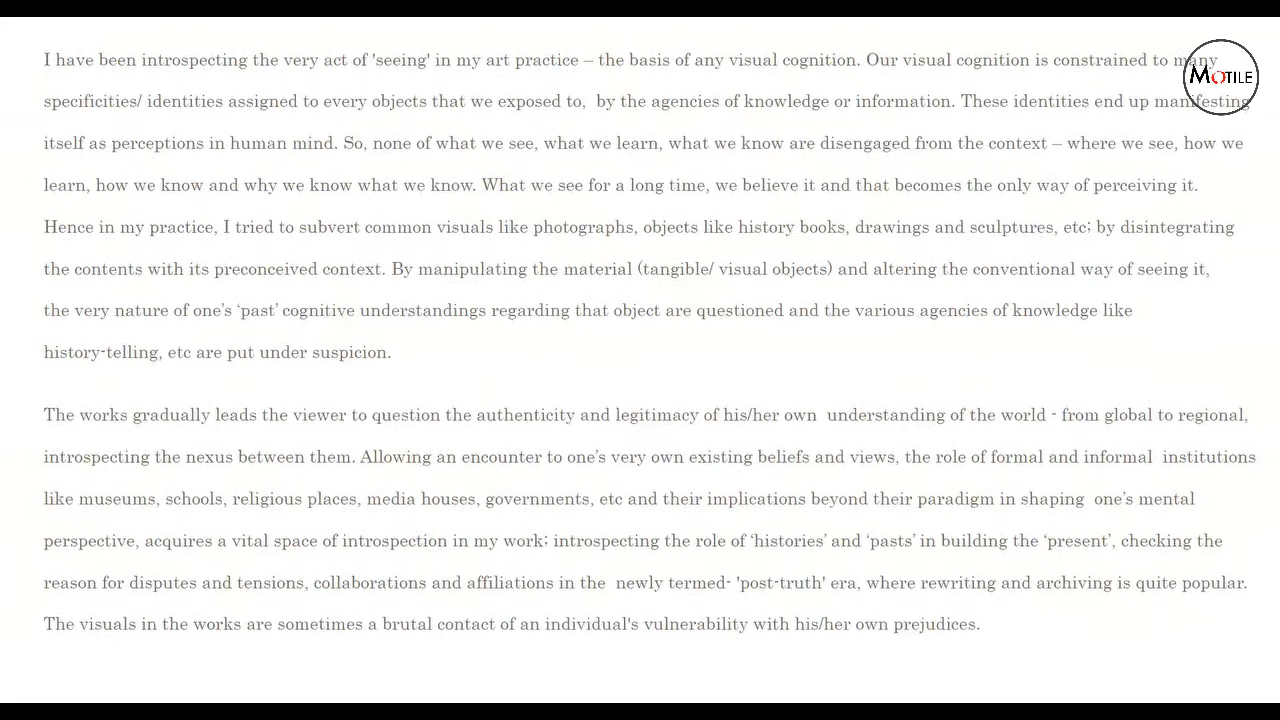 I have been introspecting the very act of 'seeing' in my art practice – the basis of any visual cognition. Our visual cognition is constrained to many
MOTILE
specificities/ identities assigned to every objects that we exposed to,  by the agencies of knowledge or information. These identities end up manifesting
itself as perceptions in human mind. So, none of what we see, what we learn, what we know are disengaged from the context – where we see, how we
learn, how we know and why we know what we know. What we see for a long time, we believe it and that becomes the only way of perceiving it.
Hence in my practice, I tried to subvert common visuals like photographs, objects like history books, drawings and sculptures, etc; by disintegrating
the contents with its preconceived context. By manipulating the material (tangible/ visual objects) and altering the conventional way of seeing it,
the very nature of one’s ‘past’ cognitive understandings regarding that object are questioned and the various agencies of knowledge like
history-telling, etc are put under suspicion.
The works gradually leads the viewer to question the authenticity and legitimacy of his/her own  understanding of the world - from global to regional,
introspecting the nexus between them. Allowing an encounter to one’s very own existing beliefs and views, the role of formal and informal  institutions
like museums, schools, religious places, media houses, governments, etc and their implications beyond their paradigm in shaping  one’s mental
perspective, acquires a vital space of introspection in my work; introspecting the role of ‘histories’ and ‘pasts’ in building the ‘present’, checking the
reason for disputes and tensions, collaborations and affiliations in the  newly termed- 'post-truth' era, where rewriting and archiving is quite popular.
The visuals in the works are sometimes a brutal contact of an individual's vulnerability with his/her own prejudices.